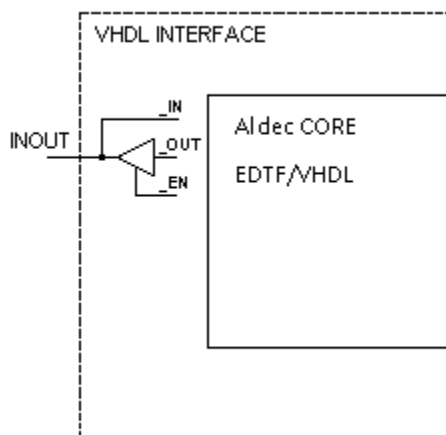 VHDL INTERFACE
_IN
Aldec CORE
INOUT
_OUT
EDTF/VHDL
_EN